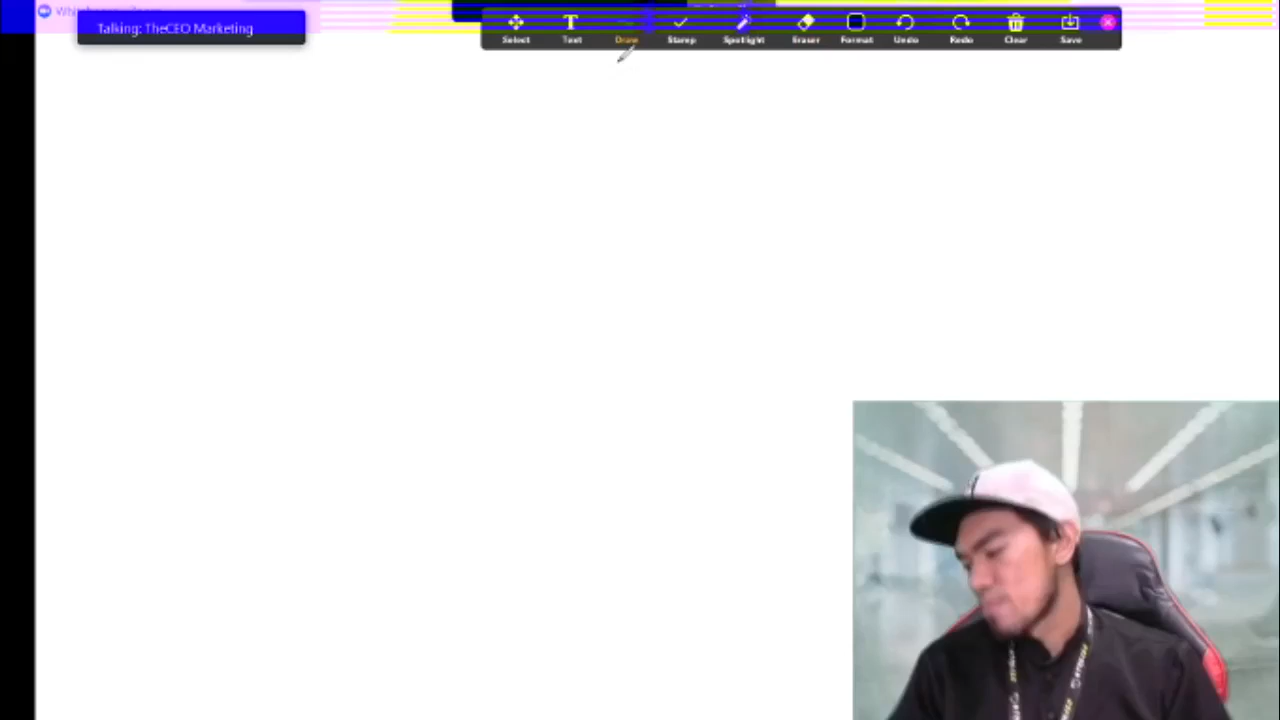 Talking: TheCEO Marketing
Select Text Draw Stamp Spotlight Eraser Format Undo Redo Clear Save